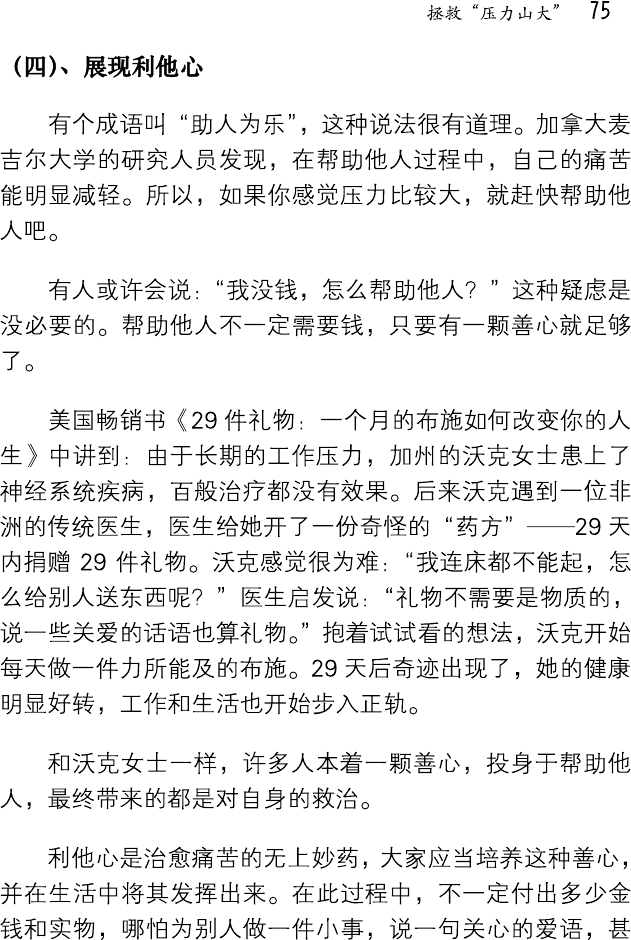 拯救“压力山大” 75
（四）、展现利他心
有个成语叫“助人为乐”，这种说法很有道理。加拿大麦
吉尔大学的研究人员发现，在帮助他人过程中，自己的痛苦
能明显减轻。所以，如果你感觉压力比较大，就赶快帮助他
人吧。
有人或许会说：“我没钱，怎么帮助他人？”这种疑虑是
没必要的。帮助他人不一定需要钱，只要有一颗善心就足够
了。
美国畅销书《29 件礼物：一个月的布施如何改变你的人
生》中讲到：由于长期的工作压力，加州的沃克女士患上了
神经系统疾病，百般治疗都没有效果。后来沃克遇到一位非
洲的传统医生，医生给她开了一份奇怪的“药方”——29 天
内捐赠 29 件礼物。沃克感觉很为难：“我连床都不能起，怎
么给别人送东西呢？”医生启发说：“礼物不需要是物质的，
说一些关爱的话语也算礼物。”抱着试试看的想法，沃克开始
每天做一件力所能及的布施。29 天后奇迹出现了，她的健康
明显好转，工作和生活也开始步入正轨。
和沃克女士一样，许多人本着一颗善心，投身于帮助他
人，最终带来的都是对自身的救治。
利他心是治愈痛苦的无上妙药，大家应当培养这种善心，
并在生活中将其发挥出来。在此过程中，不一定付出多少金
钱和实物，哪怕为别人做一件小事，说一句关心的爱语，甚